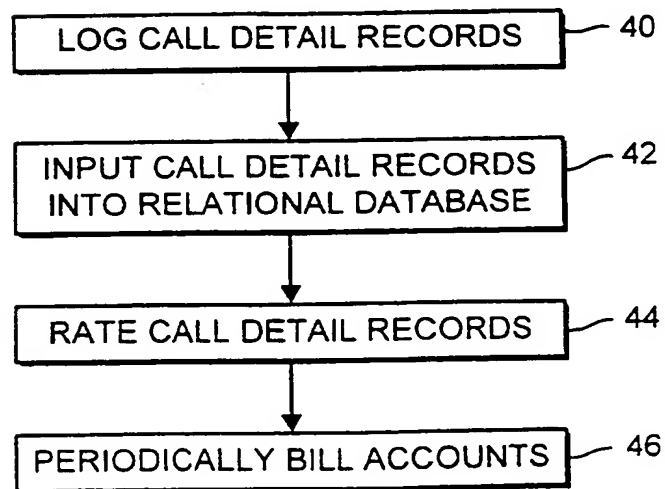 LOG CALL DETAIL RECORDS 40
INPUT CALL DETAIL RECORDS 42
INTO RELATIONAL DATABASE
RATE CALL DETAIL RECORDS 44
PERIODICALLY BILL ACCOUNTS 46